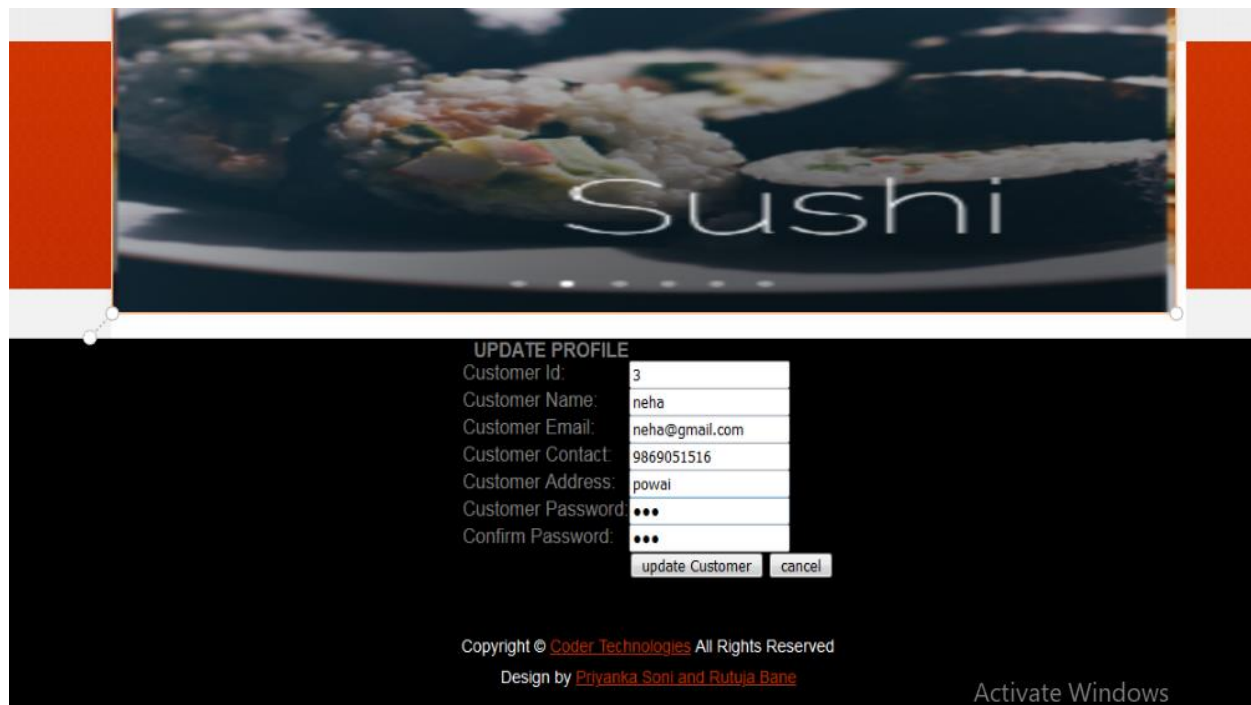 Sushi
UPDATE PROFILE
Customer Id: 3
Customer Name: neha
Customer Email: neha@gmail.com
Customer Contact: 9869051516
Customer Address: powai
Customer Password: •••
Confirm Password: •••
update Customer cancel
Copyright © Coder Technologies All Rights Reserved
Design by Priyanka Soni and Rutuja Bane
Activate Windows